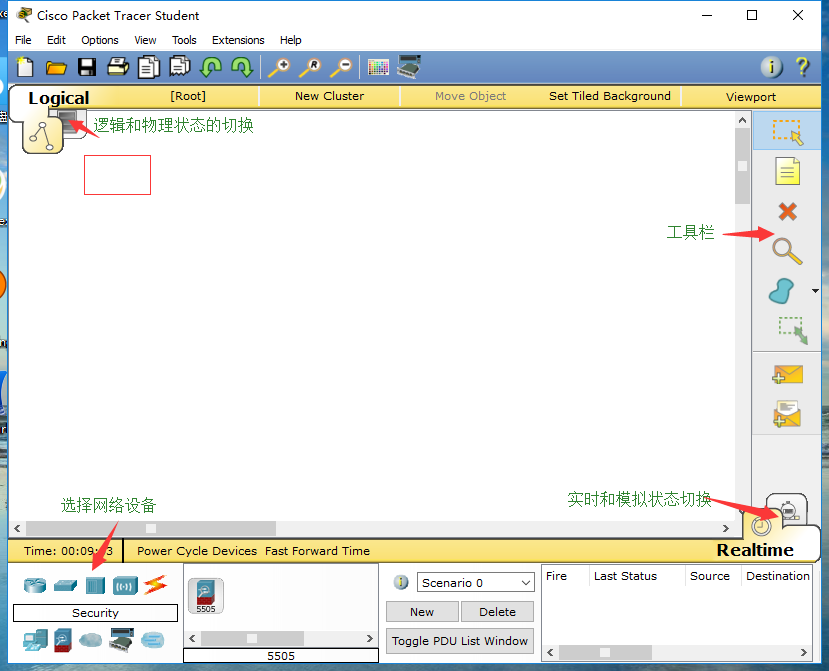 Cisco Packet Tracer Student
File Edit Options View Tools Extensions Help
Logical [Root] New Cluster Move Object Set Tiled Background Viewport
逻辑和物理状态的切换
工具栏
选择网络设备
实时和模拟状态切换
Time: 00:09: 3 Power Cycle Devices Fast Forward Time
Realtime
Scenario 0
Fire Last Status Source Destination
5505
New Delete
Security
Toggle PDU List Window
5505